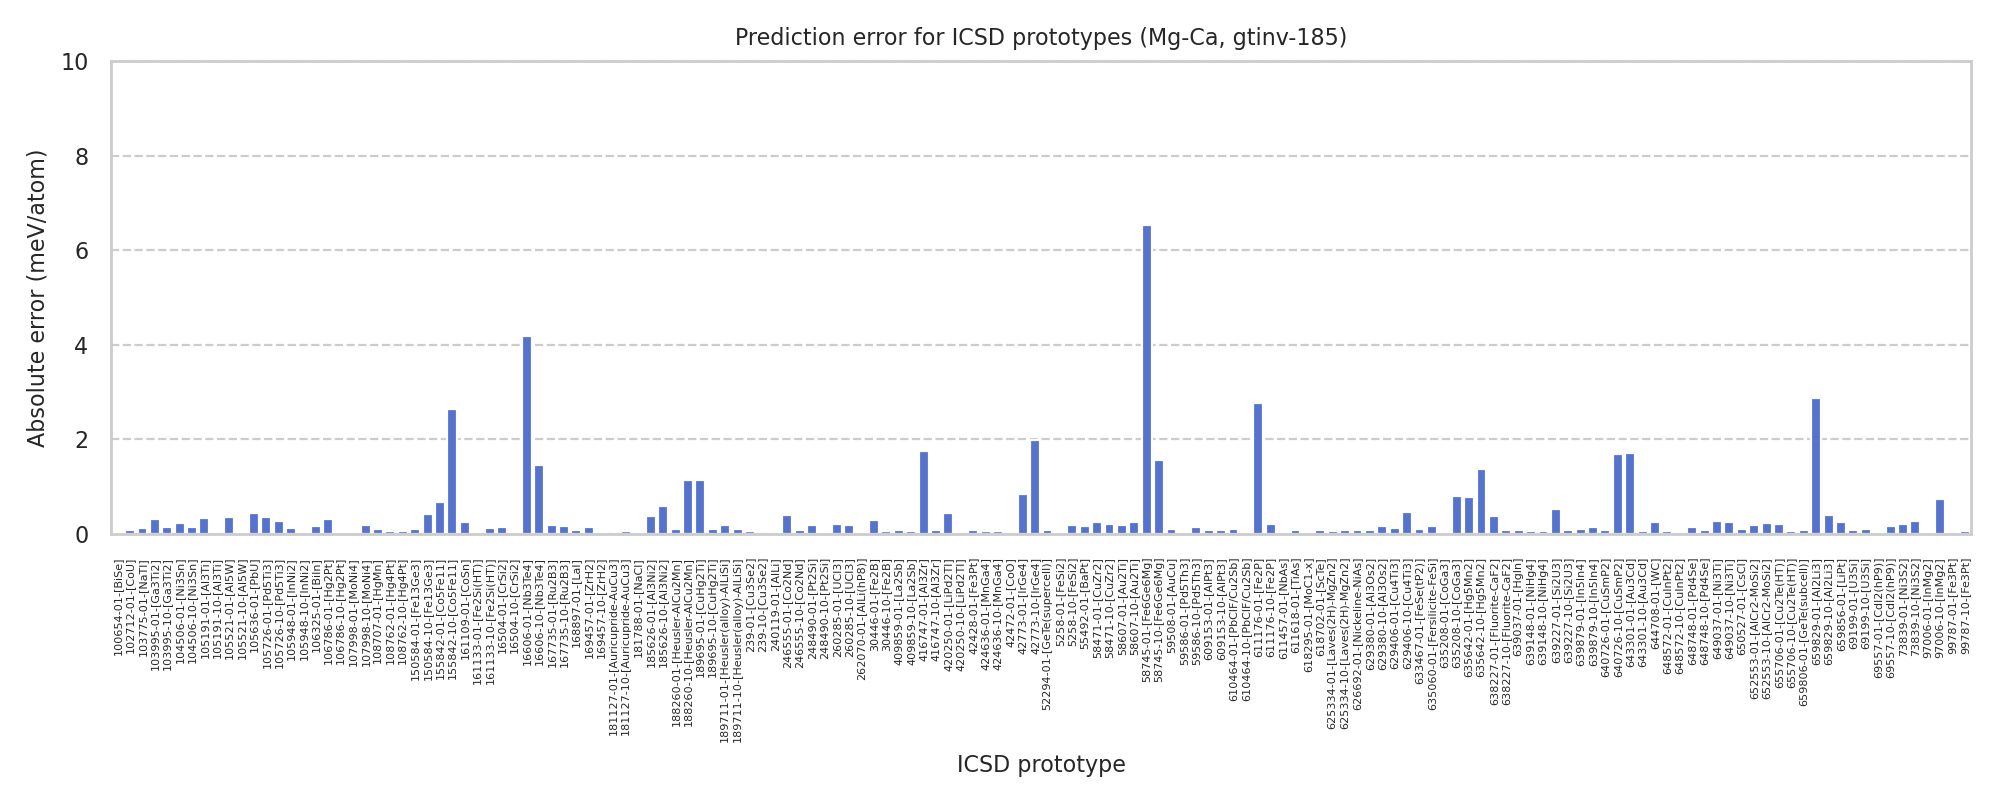 Prediction error for ICSD prototypes (Mg-Ca, gtinv-185)
Absolute error (meV/atom)
10
8
6
4
2
0
100654-01-[BiSe]
102712-01-[CoU]
103775-01-[NaTl]
103995-01-[Ga3Ti2]
103995-10-[Ga3Ti2]
104506-01-[Ni3Sn]
104506-10-[Ni3Sn]
105191-01-[Al3Ti]
105191-10-[Al3Ti]
105521-01-[Al5W]
105521-10-[Al5W]
105636-01-[PbU]
105726-01-[Pd5Ti3]
105726-10-[Pd5Ti3]
105948-01-[InNi2]
105948-10-[InNi2]
106325-01-[BiIn]
106786-01-[Hg2Pt]
106786-10-[Hg2Pt]
107998-01-[MoNi4]
107998-10-[MoNi4]
108707-01-[HgMn]
108762-01-[Hg4Pt]
108762-10-[Hg4Pt]
150584-01-[Fe13Ge3]
150584-10-[Fe13Ge3]
155842-01-[Co5Fe11]
155842-10-[Co5Fe11]
161109-01-[CoSn]
161133-01-[Fe2Si(HT)]
161133-10-[Fe2Si(HT)]
16504-01-[CrSi2]
16504-10-[CrSi2]
16606-01-[Nb3Te4]
16606-10-[Nb3Te4]
167735-01-[Ru2B3]
167735-10-[Ru2B3]
168897-01-[LaI]
169457-01-[ZrH2]
169457-10-[ZrH2]
181127-01-[Auricupride-AuCu3]
181127-10-[Auricupride-AuCu3]
181788-01-[NaCl]
185626-01-[Al3Ni2]
185626-10-[Al3Ni2]
188260-01-[Heusler-AlCu2Mn]
188260-10-[Heusler-AlCu2Mn]
189695-01-[CuHg2Ti]
189695-10-[CuHg2Ti]
189711-01-[Heusler(alloy)-AlLiSi]
189711-10-[Heusler(alloy)-AlLiSi]
239-01-[Cu3Se2]
239-10-[Cu3Se2]
240119-01-[AlLi]
246555-01-[Co2Nd]
246555-10-[Co2Nd]
248490-01-[Pt2Si]
248490-10-[Pt2Si]
260285-01-[UCl3]
260285-10-[UCl3]
262070-01-[AlLi(hP8)]
30446-01-[Fe2B]
30446-10-[Fe2B]
409859-01-[La2Sb]
409859-10-[La2Sb]
416747-01-[Al3Zr]
416747-10-[Al3Zr]
420250-01-[LiPd2Tl]
420250-10-[LiPd2Tl]
42428-01-[Fe3Pt]
424636-01-[MnGa4]
424636-10-[MnGa4]
42472-01-[CoO]
42773-01-[IrGe4]
42773-10-[IrGe4]
52294-01-[GeTe(supercell)]
5258-01-[FeSi2]
5258-10-[FeSi2]
55492-01-[BaPt]
58471-01-[CuZr2]
58471-10-[CuZr2]
58607-01-[Au2Ti]
58607-10-[Au2Ti]
58745-01-[Fe6Ge6Mg]
58745-10-[Fe6Ge6Mg]
59508-01-[AuCu]
59586-01-[Pd5Th3]
59586-10-[Pd5Th3]
609153-01-[AlPt3]
609153-10-[AlPt3]
610464-01-[PbClF/Cu2Sb]
610464-10-[PbClF/Cu2Sb]
611176-01-[Fe2P]
611176-10-[Fe2P]
611457-01-[NbAs]
611618-01-[TiAs]
618295-01-[MoC1-x]
618702-01-[ScTe]
625334-01-[Laves(2H)-MgZn2]
625334-10-[Laves(2H)-MgZn2]
626692-01-[Nickeline-NiAs]
629380-01-[Al3Os2]
629380-10-[Al3Os2]
629406-01-[Cu4Ti3]
629406-10-[Cu4Ti3]
633467-01-[FeSe(tP2)]
635060-01-[Fersilicite-FeSi]
635208-01-[CoGa3]
635208-10-[CoGa3]
635642-01-[Hg5Mn2]
635642-10-[Hg5Mn2]
638227-01-[Fluorite-CaF2]
638227-10-[Fluorite-CaF2]
639037-01-[HgIn]
639148-01-[NiHg4]
639148-10-[NiHg4]
639227-01-[Si2U3]
639227-10-[Si2U3]
639879-01-[In5In4]
639879-10-[In5In4]
640726-01-[CuSmP2]
640726-10-[CuSmP2]
643301-01-[Au3Cd]
643301-10-[Au3Cd]
644708-01-[WC]
648572-01-[CuInPt2]
648572-10-[CuInPt2]
648748-01-[Pd4Se]
648748-10-[Pd4Se]
649037-01-[Ni3Ti]
649037-10-[Ni3Ti]
650527-01-[CsCl]
652553-01-[AlCr2-MoSi2]
652553-10-[AlCr2-MoSi2]
655706-01-[Cu2Te(HT)]
655706-10-[Cu2Te(HT)]
659806-01-[GeTe(subcell)]
659829-01-[Al2Li3]
659829-10-[Al2Li3]
659856-01-[LiPt]
69199-01-[U3Si]
69199-10-[U3Si]
69557-01-[CdI2(hP9)]
69557-10-[CdI2(hP9)]
73839-01-[Ni3S2]
73839-10-[Ni3S2]
97006-01-[InMg2]
97006-10-[InMg2]
99787-01-[Fe3Pt]
99787-10-[Fe3Pt]
ICSD prototype